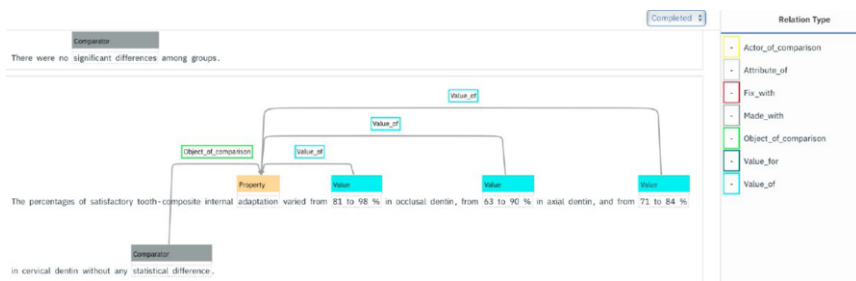 Completed
Relation Type
Comparator
There were no significant differences among groups.
Actor_of_comparison
Attribute_of
Fix_with
Made_with
Object_of_comparison
Value_for
Value_of
Value_of
Value_of
Object_of_comparison Value_of
Property Value Value Value
The percentages of satisfactory tooth-composite internal adaptation varied from 81 to 98 % in occlusal dentin, from 63 to 90 % in axial dentin, and from 71 to 84 %
Comparator
in cervical dentin without any statistical difference.